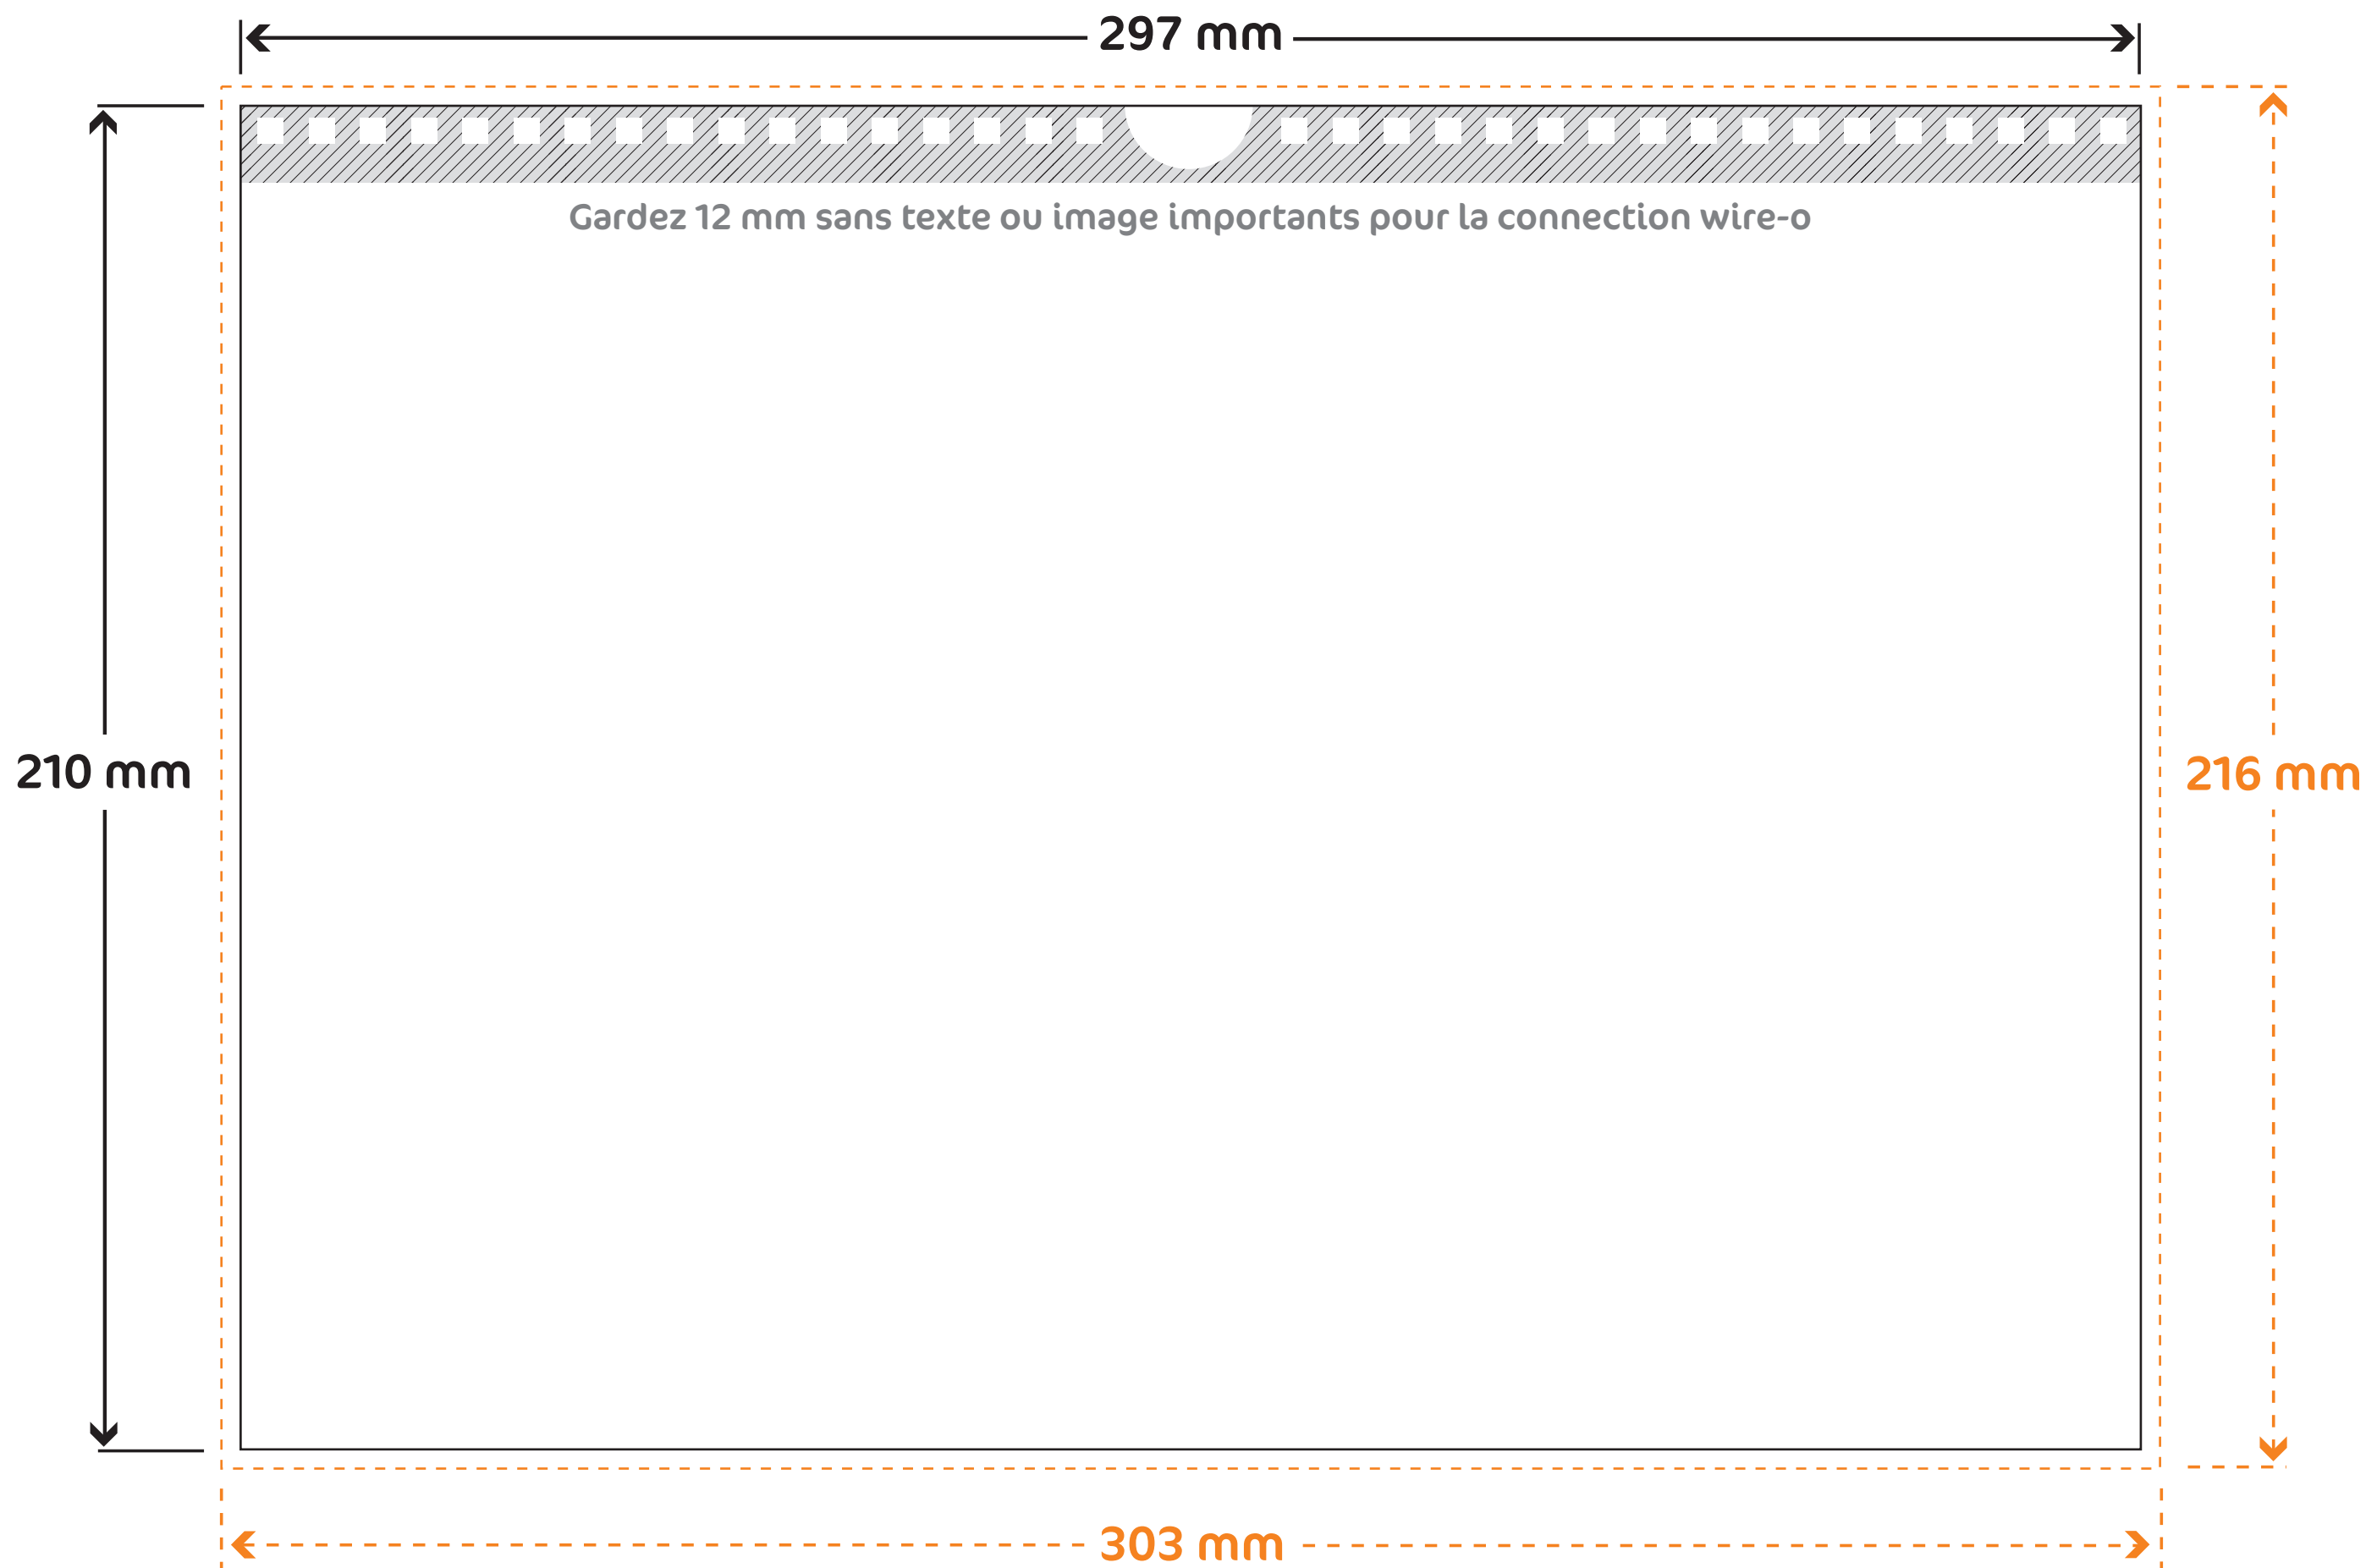 297 mm
Gardez 12 mm sans texte ou image importants pour la connection wire-o
210 mm
216 mm
303 mm